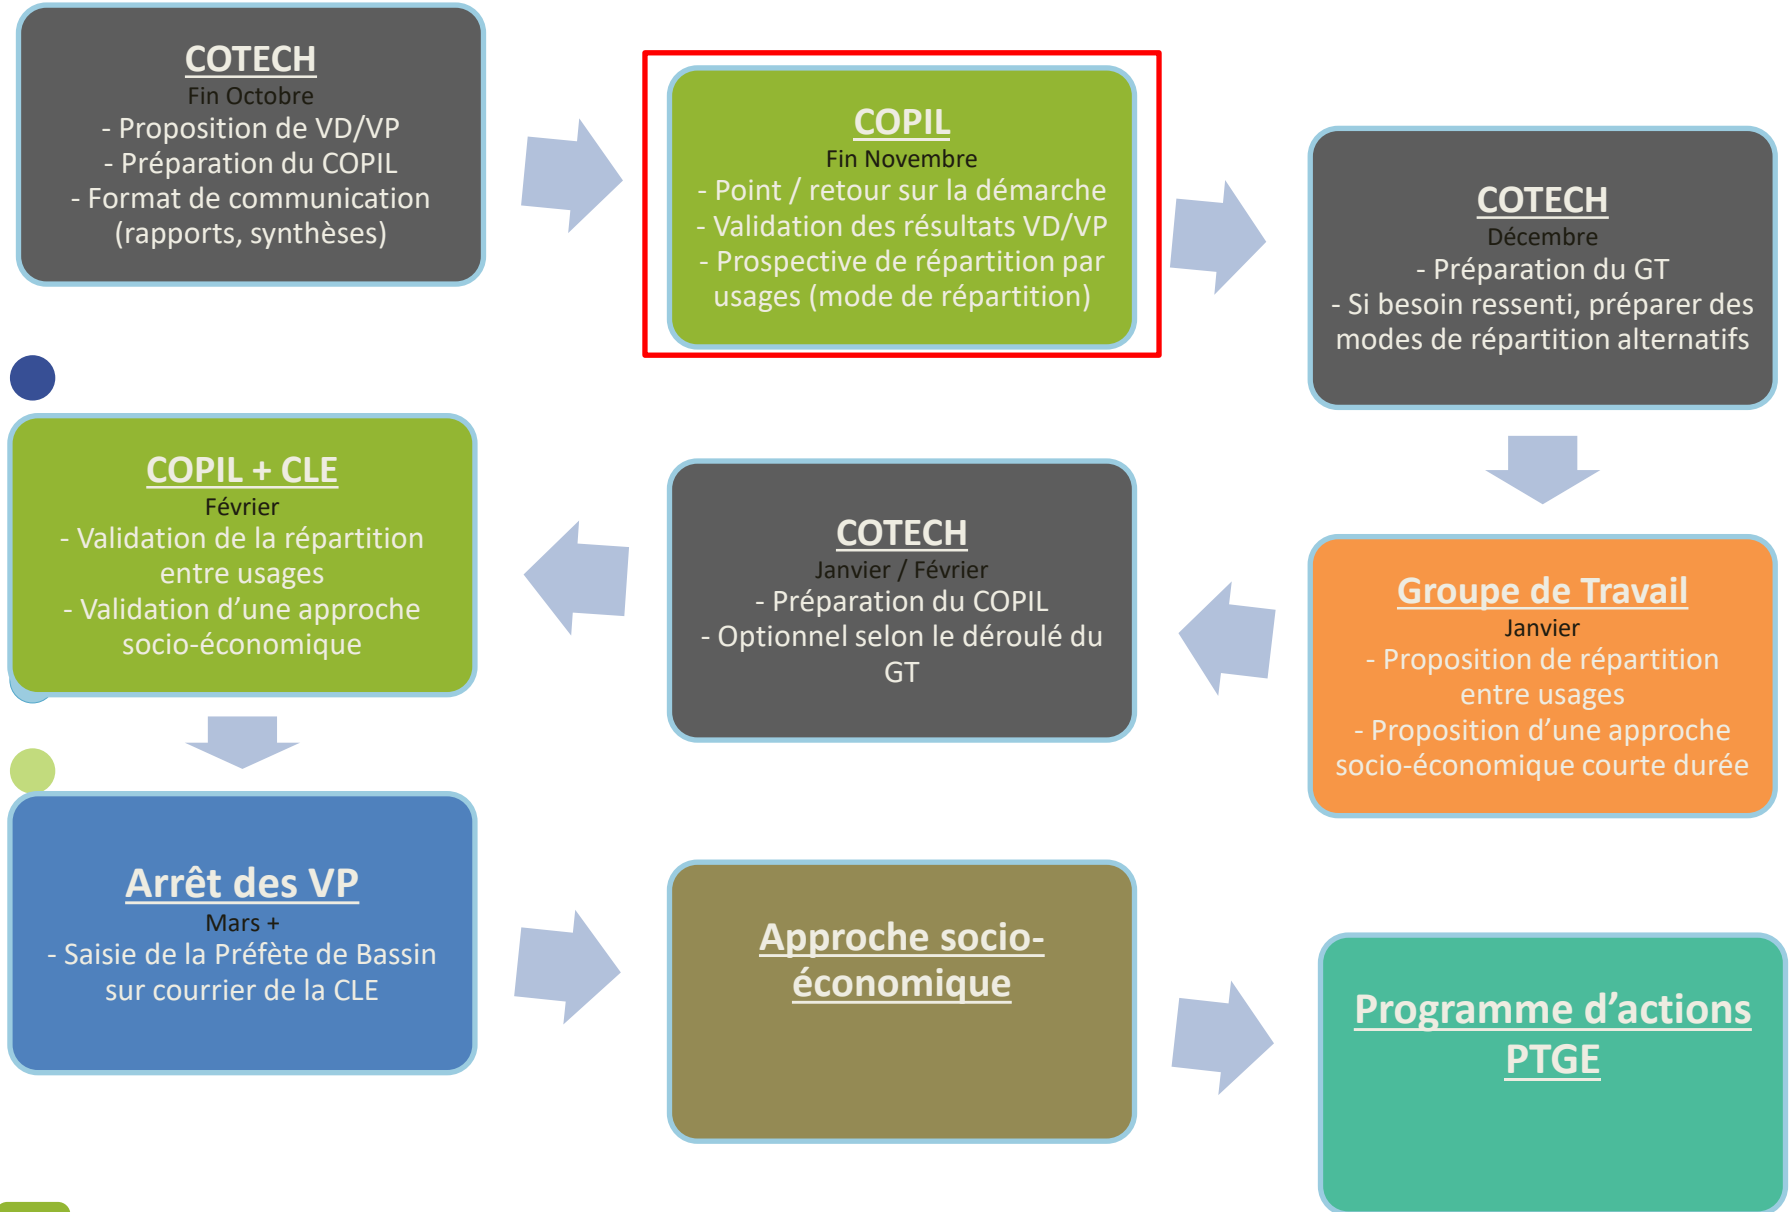 COTECH
Fin Octobre
- Proposition de VD/VP
- Préparation du COPIL
- Format de communication
(rapports, synthèses)
COPIL
Fin Novembre
- Point / retour sur la démarche
- Validation des résultats VD/VP
- Prospective de répartition par
usages (mode de répartition)
COTECH
Décembre
- Préparation du GT
- Si besoin ressenti, préparer des
modes de répartition alternatifs
Groupe de Travail
Janvier
- Proposition de répartition
entre usages
- Proposition d’une approche
socio-économique courte durée
COTECH
Janvier / Février
- Préparation du COPIL
- Optionnel selon le déroulé du
GT
COPIL + CLE
Février
- Validation de la répartition
entre usages
- Validation d’une approche
socio-économique
Arrêt des VP
Mars +
- Saisie de la Préfète de Bassin
sur courrier de la CLE
Approche socio-
économique
Programme d’actions
PTGE